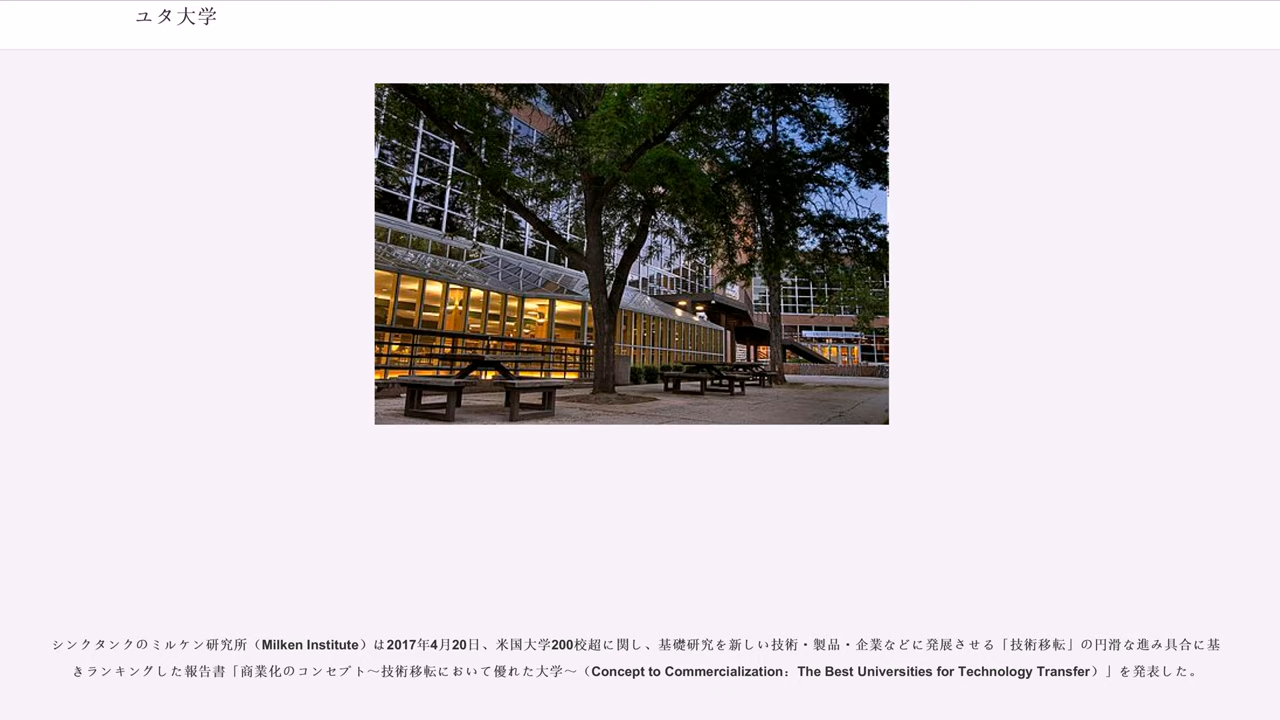 ユタ大学
シンクタンクのミルケン研究所（Milken Institute）は2017年4月20日、米国大学200校超に関し、基礎研究を新しい技術・製品・企業などに発展させる「技術移転」の円滑な進み具合に基
きランキングした報告書「商業化のコンセプト～技術移転において優れた大学～（Concept to Commercialization：The Best Universities for Technology Transfer）」を発表した。